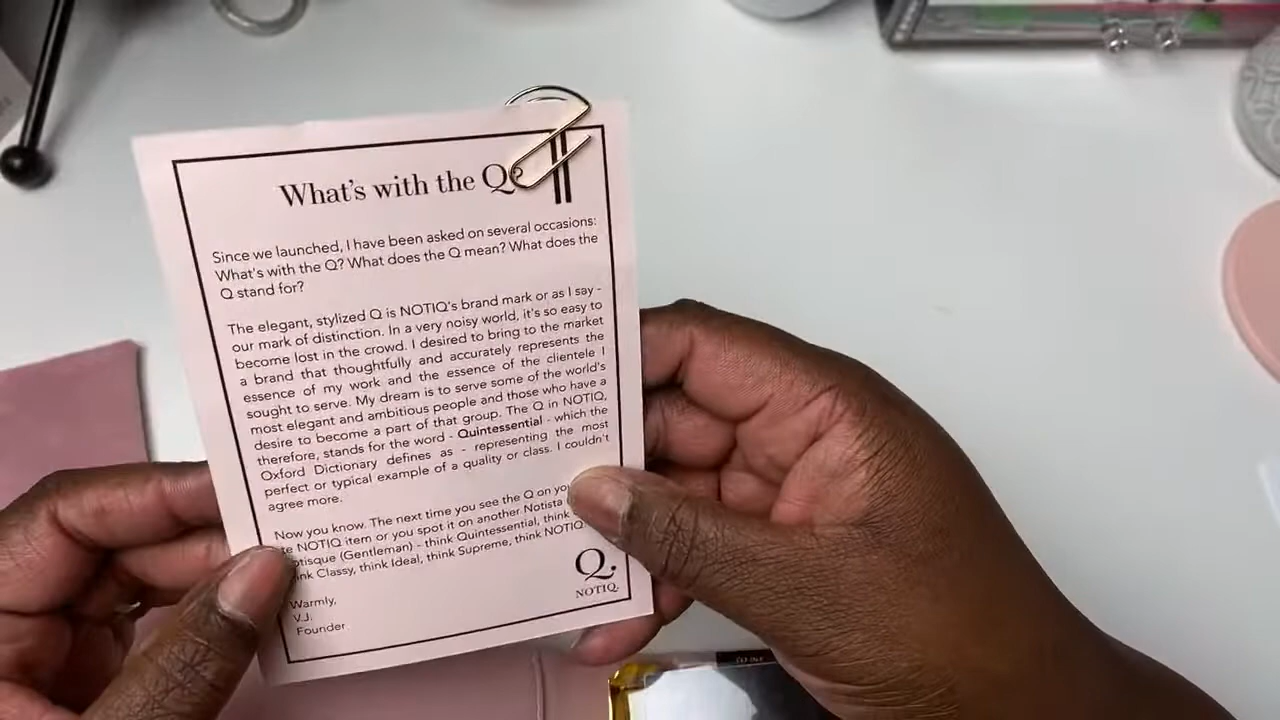 What's with the Q
Since we launched, I have been asked on several occasions:
What's with the Q? What does the Q mean? What does the
Q stand for?
The elegant, stylized Q is NOTIQ's brand mark or as I say -
our mark of distinction. In a very noisy world, it's so easy to
become lost in the crowd. I desired to bring to the market
a brand that thoughtfully and accurately represents the
essence of my work and the essence of the clientele I
sought to serve. My dream is to serve some of the world's
most elegant and ambitious people and those who have a
desire to become a part of that group. The Q in NOTIQ,
therefore, stands for the word - Quintessential - which the
Oxford Dictionary defines as - representing the most
perfect or typical example of a quality or class. I couldn't
agree more.
Now you know. The next time you see the Q on
NOTIQ item or you spot it on another Notista
(Gentleman) - think Quintessential, think
Classy, think Ideal, think Supreme, think NOTIQ
Warmly,
V.J.
Founder
Q.
NOTIQ.